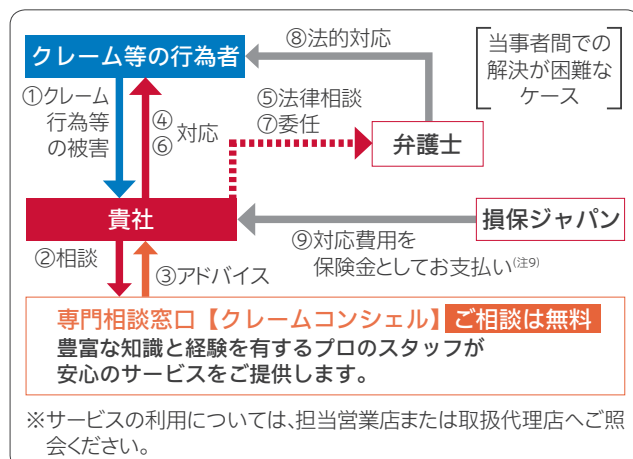 クレーム等の行為者
⑧法的対応
当事者間での
解決が困難な
ケース
①クレーム
行為等
の被害
④
⑥
対応
⑤法律相談
⑦委任
弁護士
貴社
損保ジャパン
②相談
③アドバイス
⑨対応費用を
保険金としてお支払い(注9)
専門相談窓口【クレームコンシェル】 ご相談は無料
豊富な知識と経験を有するプロのスタッフが
安心のサービスをご提供します。
※サービスの利用については、担当営業店または取扱代理店へご照
会ください。